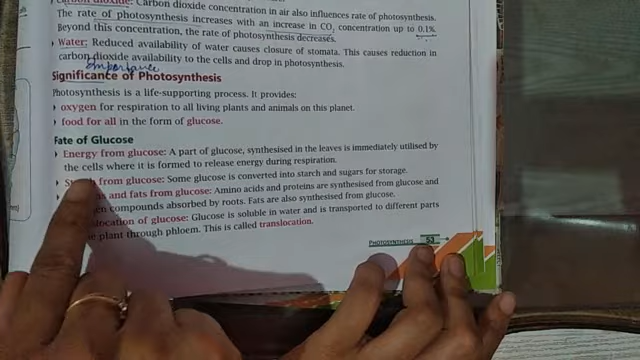 Carbon dioxide: Carbon dioxide concentration in air also influences rate of photosynthesis.
The rate of photosynthesis increases with an increase in CO₂ concentration up to 0.1%.
Beyond this concentration, the rate of photosynthesis decreases.
› Water: Reduced availability of water causes closure of stomata. This causes reduction in
carbon dioxide availability to the cells and drop in photosynthesis.
importance
Significance of Photosynthesis
Photosynthesis is a life-supporting process. It provides:
› oxygen for respiration to all living plants and animals on this planet.
› food for all in the form of glucose.
Fate of Glucose
› Energy from glucose: A part of glucose, synthesised in the leaves is immediately utilised by
the cells where it is formed to release energy during respiration.
› from glucose: Some glucose is converted into starch and sugars for storage.
and fats from glucose: Amino acids and proteins are synthesised from glucose and
compounds absorbed by roots. Fats are also synthesised from glucose.
of glucose: Glucose is soluble in water and is transported to different parts
plant through phloem. This is called translocation.
PHOTOSYNTHESIS 53